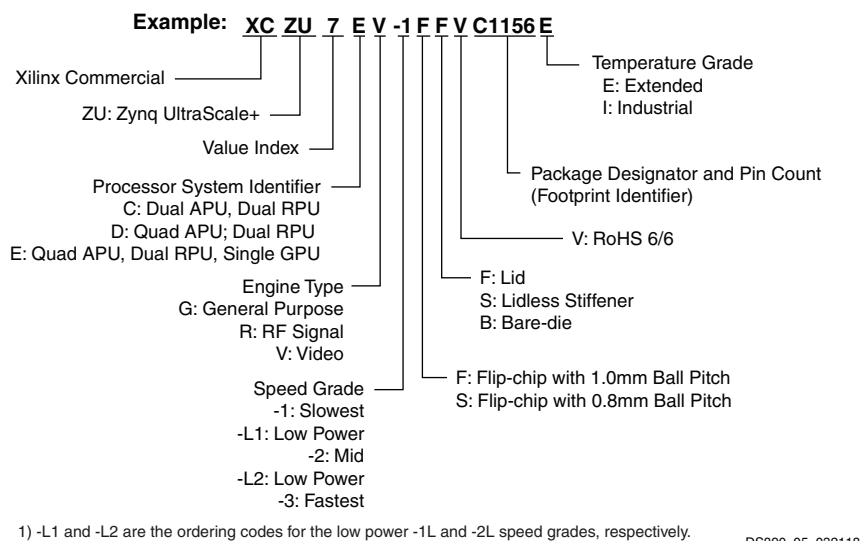 Example: XC ZU 7 E V -1 F F V C1156 E
Xilinx Commercial
ZU: Zynq UltraScale+
Value Index
Processor System Identifier
C: Dual APU, Dual RPU
D: Quad APU; Dual RPU
E: Quad APU, Dual RPU, Single GPU
Engine Type
G: General Purpose
R: RF Signal
V: Video
Speed Grade
-1: Slowest
-L1: Low Power
-2: Mid
-L2: Low Power
-3: Fastest
Temperature Grade
E: Extended
I: Industrial
Package Designator and Pin Count
(Footprint Identifier)
V: RoHS 6/6
F: Lid
S: Lidless Stiffener
B: Bare-die
F: Flip-chip with 1.0mm Ball Pitch
S: Flip-chip with 0.8mm Ball Pitch
1) -L1 and -L2 are the ordering codes for the low power -1L and -2L speed grades, respectively.